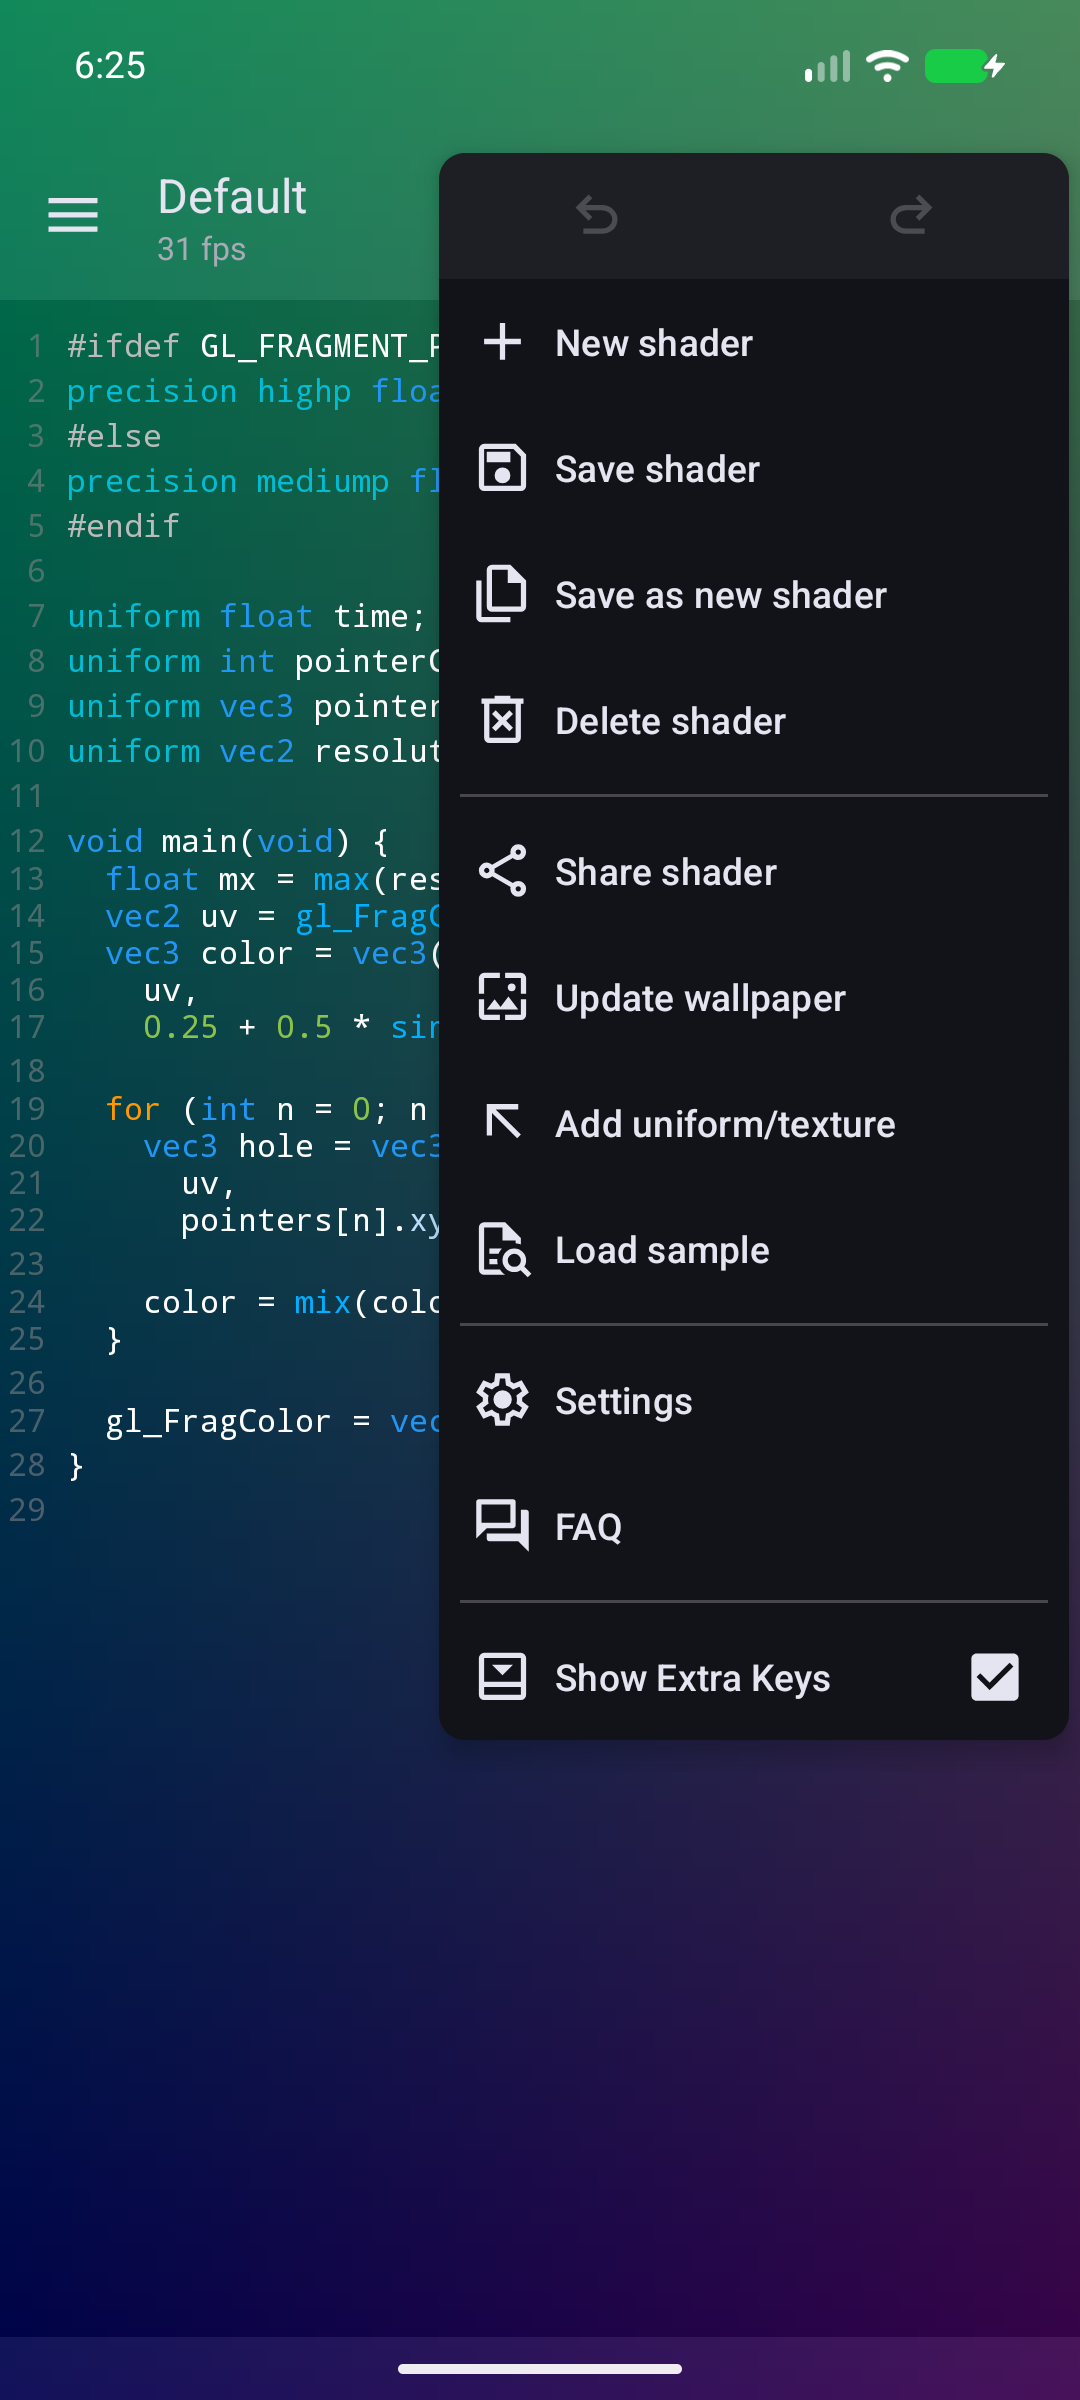 6:25
Default
31 fps
1 #ifdef GL_FRAGMENT_P
2 precision highp floa
3 #else
4 precision mediump fl
5 #endif
6
7 uniform float time;
8 uniform int pointerC
9 uniform vec3 pointer
10 uniform vec2 resolut
11
12 void main(void) {
13 float mx = max(res
14 vec2 uv = gl_FragC
15 vec3 color = vec3(
16 uv,
17 0.25 + 0.5 * sin
18
19 for (int n = 0; n
20 vec3 hole = vec3
21 uv,
22 pointers[n].xy
23
24 color = mix(colo
25 }
26
27 gl_FragColor = vec
28 }
29
New shader
Save shader
Save as new shader
Delete shader
Share shader
Update wallpaper
Add uniform/texture
Load sample
Settings
FAQ
Show Extra Keys